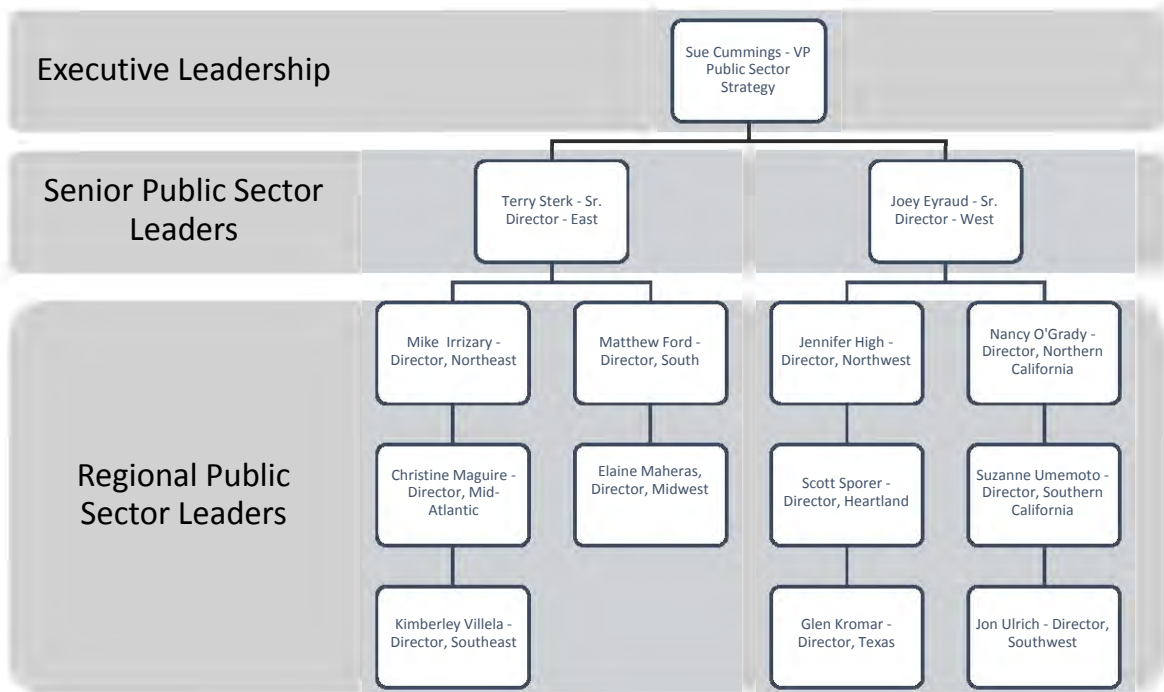 Executive Leadership
Sue Cummings - VP
Public Sector
Strategy
Senior Public Sector
Leaders
Terry Sterk - Sr.
Director - East
Joey Eyraud - Sr.
Director - West
Regional Public
Sector Leaders
Mike Irrizary -
Director, Northeast
Matthew Ford -
Director, South
Jennifer High -
Director, Northwest
Nancy O'Grady -
Director, Northern
California
Christine Maguire -
Director, Mid-
Atlantic
Elaine Maheras,
Director, Midwest
Scott Sporer -
Director, Heartland
Suzanne Umemoto -
Director, Southern
California
Kimberley Villela -
Director, Southeast
Glen Kromar -
Director, Texas
Jon Ulrich - Director,
Southwest